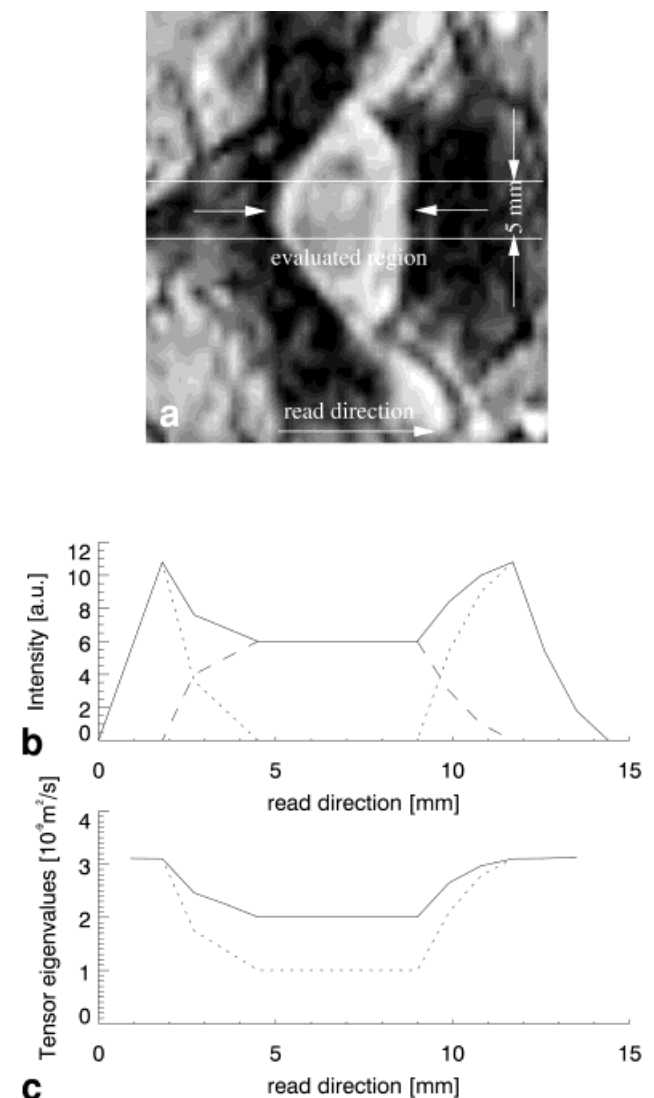 5 mm
evaluated region
read direction
a
12
10
8
6
4
2
0
Intensity [a.u.]
b
0 5 10 15
read direction [mm]
4
3
2
1
0
Tensor eigenvalues [10⁻⁹m²/s]
0 5 10 15
read direction [mm]
c